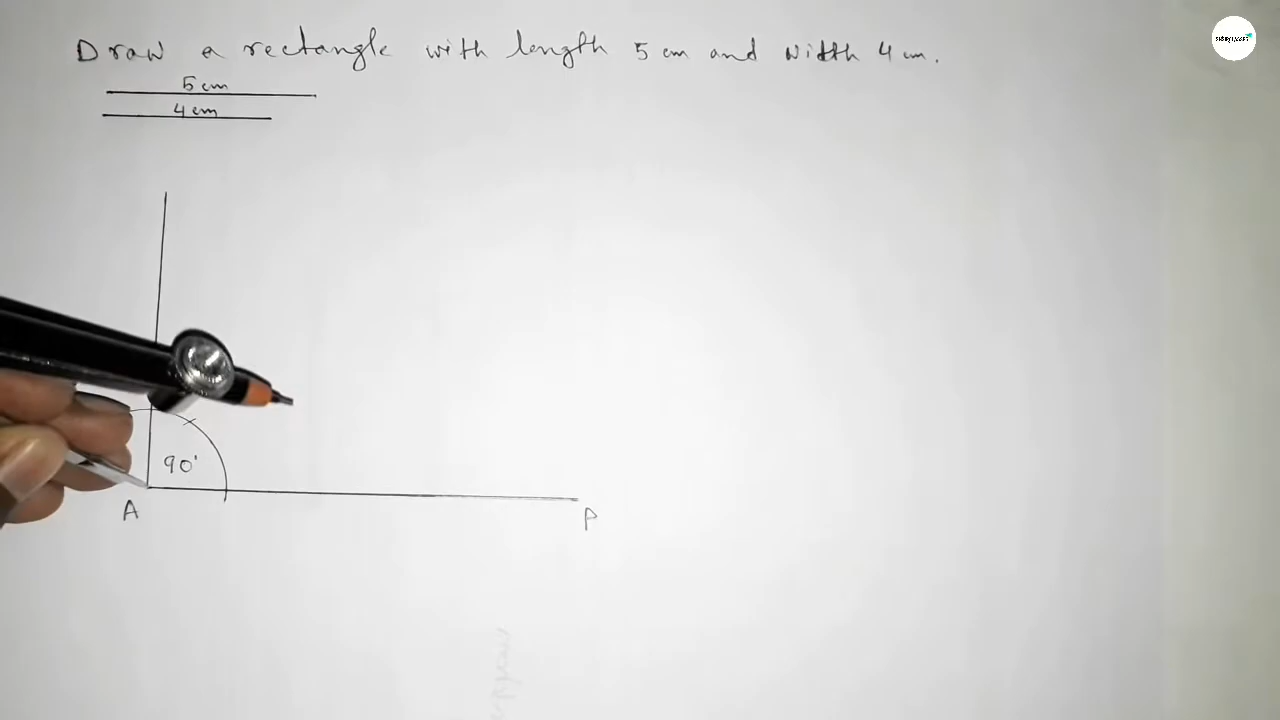 Draw a rectangle with length 5 cm and width 4 cm.
5 cm
4 cm
90°
A
P